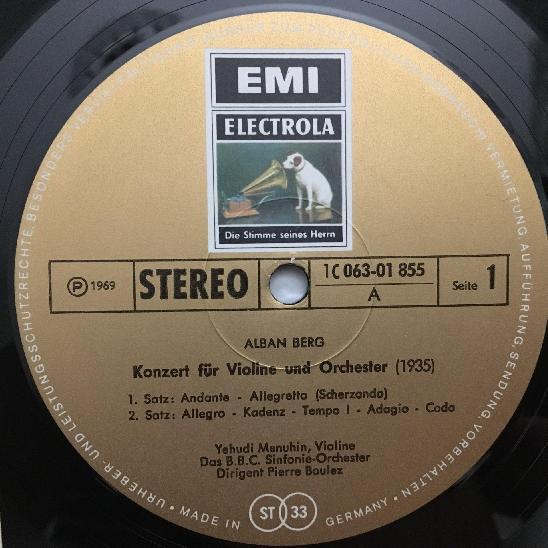 EMI
ELECTROLA
Die Stimme seines Herrn
℗ 1969
STEREO
1C 063-01 855
A
Seite 1
ALBAN BERG
Konzert für Violine und Orchester (1935)
1. Satz: Andante - Allegretto (Scherzando)
2. Satz: Allegro - Kadenz - Tempo I - Adagio - Coda
Yehudi Menuhin, Violine
Das B.B.C. Sinfonie-Orchester
Dirigent Pierre Boulez
ST 33
URHEBER- UND LEISTUNGSSCHUTZRECHTE, BESONDERS
VERMIETUNG AUFFÜHRUNG, SENDUNG VORBEHALTEN
• MADE IN GERMANY •